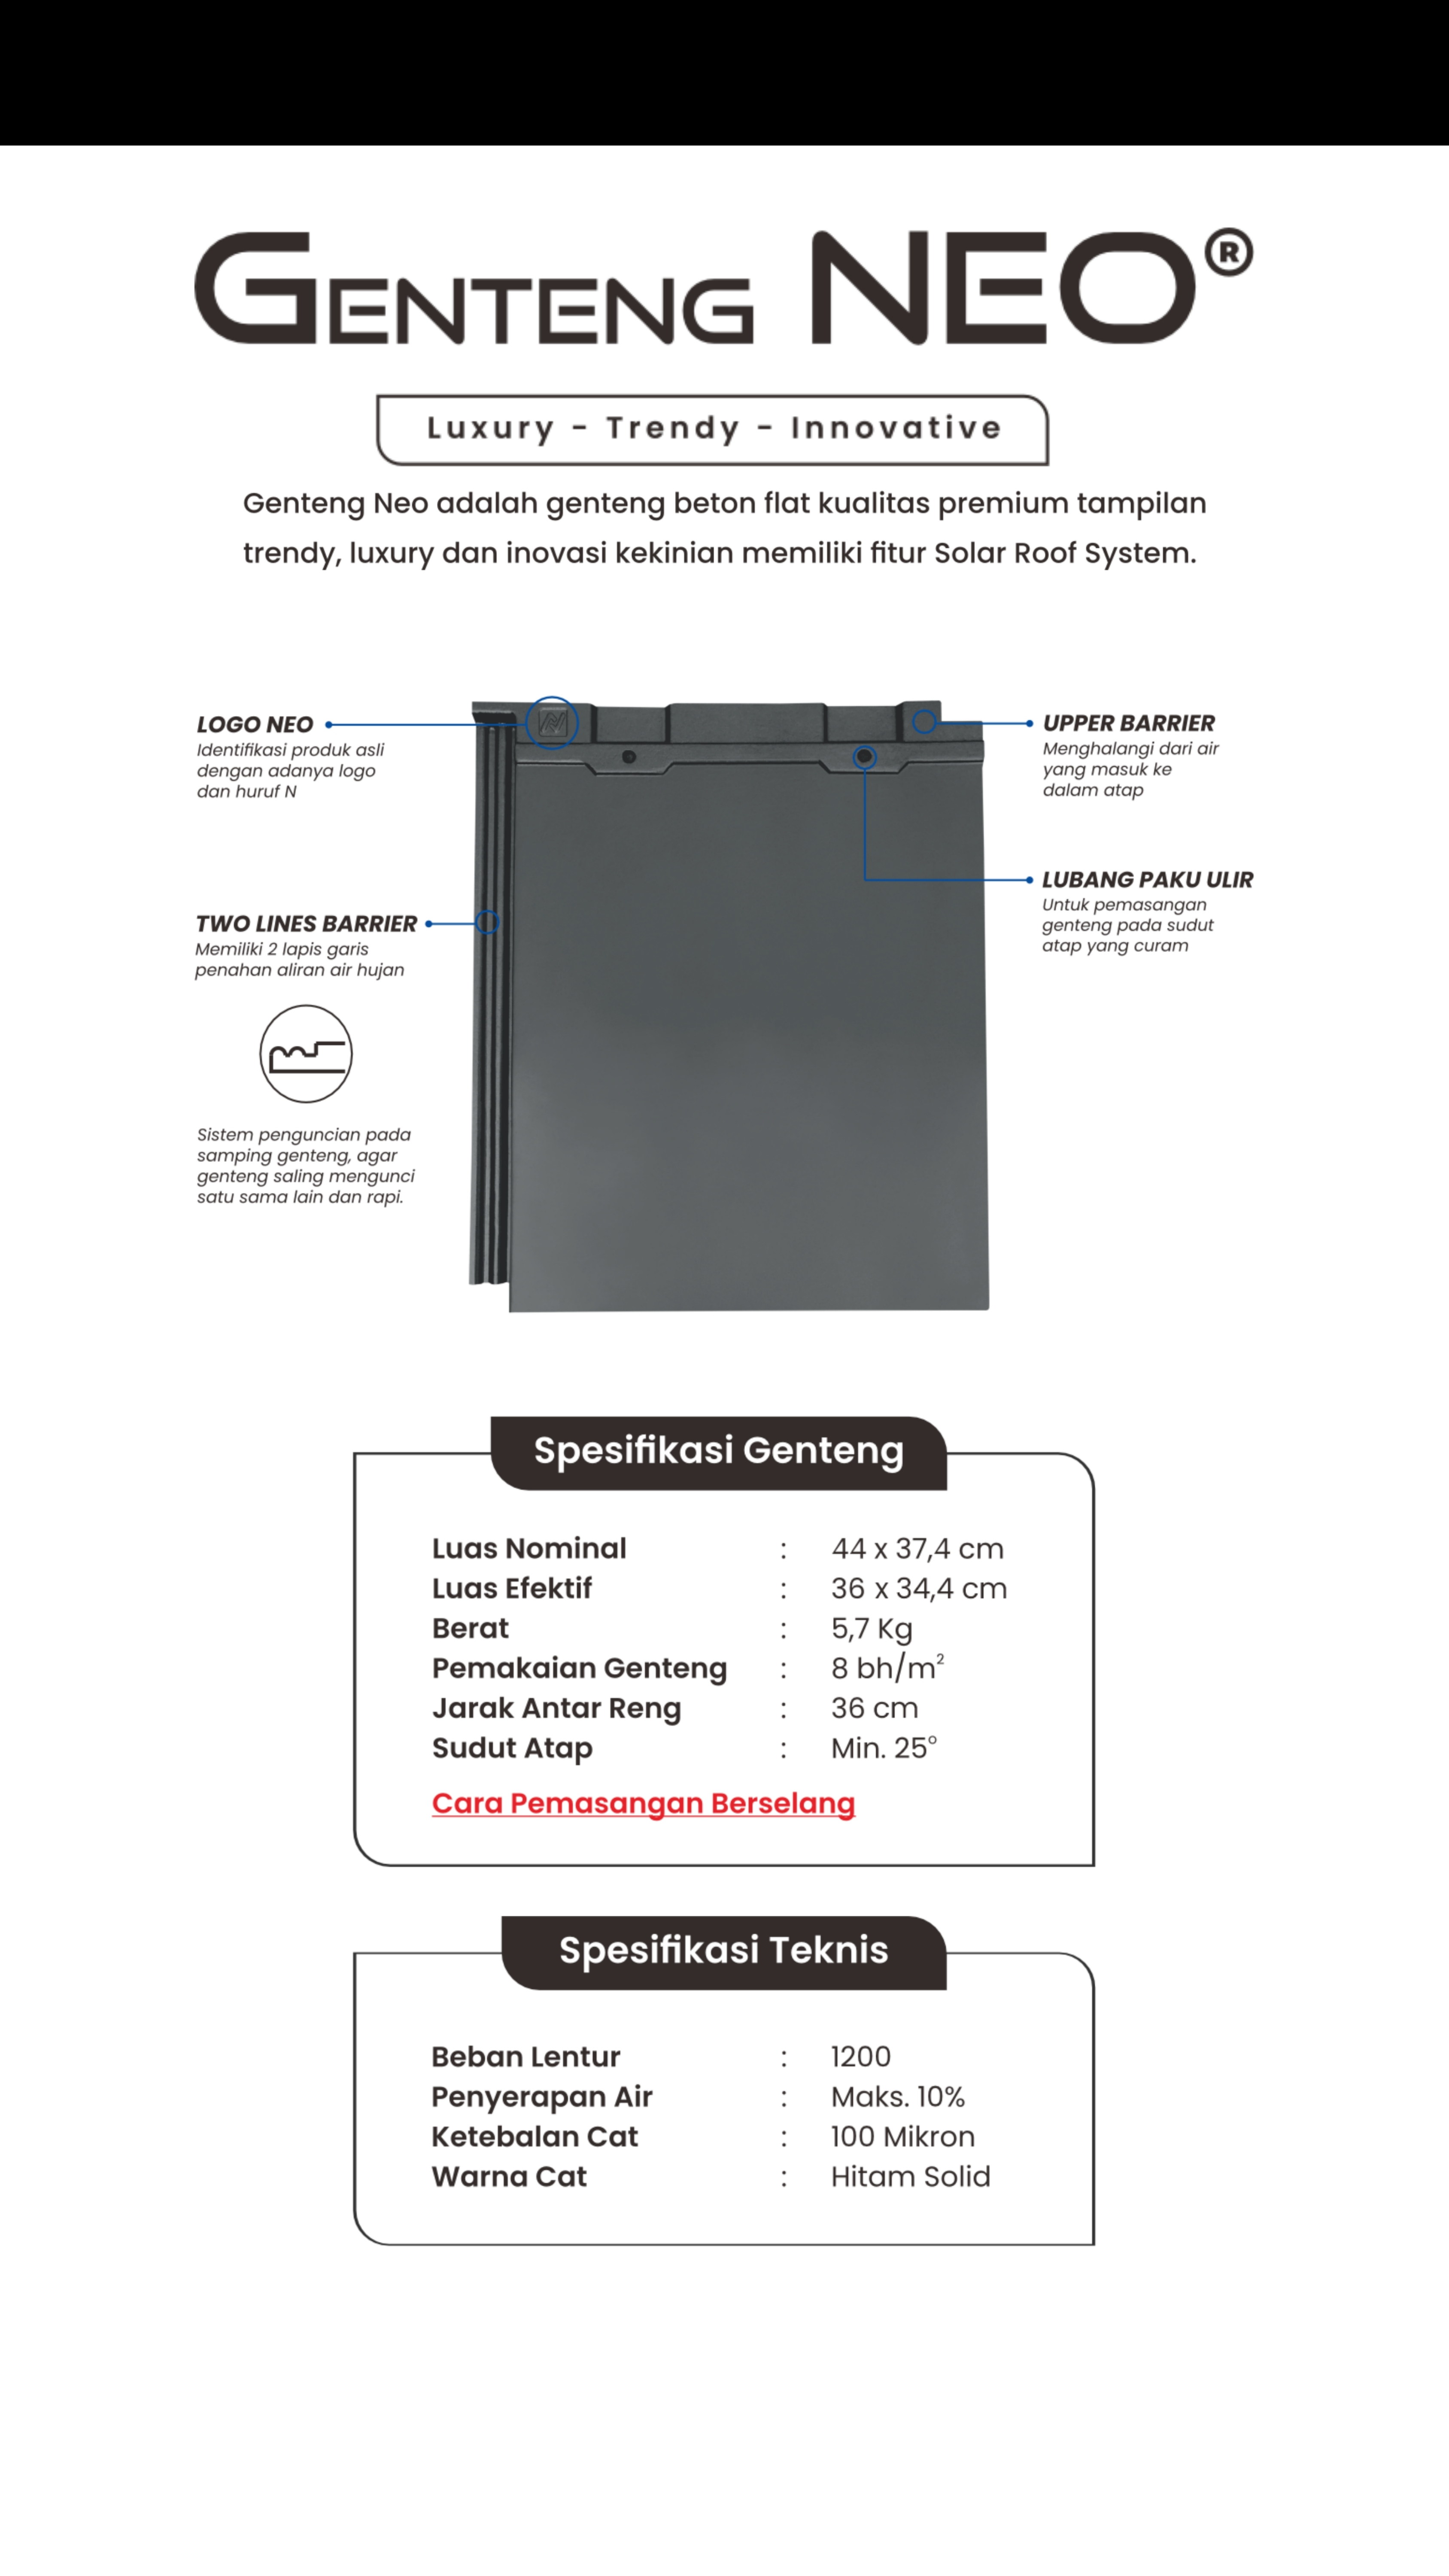 GENTENG NEO®
Luxury - Trendy - Innovative
Genteng Neo adalah genteng beton flat kualitas premium tampilan
trendy, luxury dan inovasi kekinian memiliki fitur Solar Roof System.
LOGO NEO
Identifikasi produk asli
dengan adanya logo
dan huruf N
UPPER BARRIER
Menghalangi dari air
yang masuk ke
dalam atap
LUBANG PAKU ULIR
Untuk pemasangan
genteng pada sudut
atap yang curam
TWO LINES BARRIER
Memiliki 2 lapis garis
penahan aliran air hujan
Sistem penguncian pada
samping genteng, agar
genteng saling mengunci
satu sama lain dan rapi.
N
Spesifikasi Genteng
Luas Nominal : 44 x 37,4 cm
Luas Efektif : 36 x 34,4 cm
Berat : 5,7 Kg
Pemakaian Genteng : 8 bh/m²
Jarak Antar Reng : 36 cm
Sudut Atap : Min. 25°
Cara Pemasangan Berselang
Spesifikasi Teknis
Beban Lentur : 1200
Penyerapan Air : Maks. 10%
Ketebalan Cat : 100 Mikron
Warna Cat : Hitam Solid